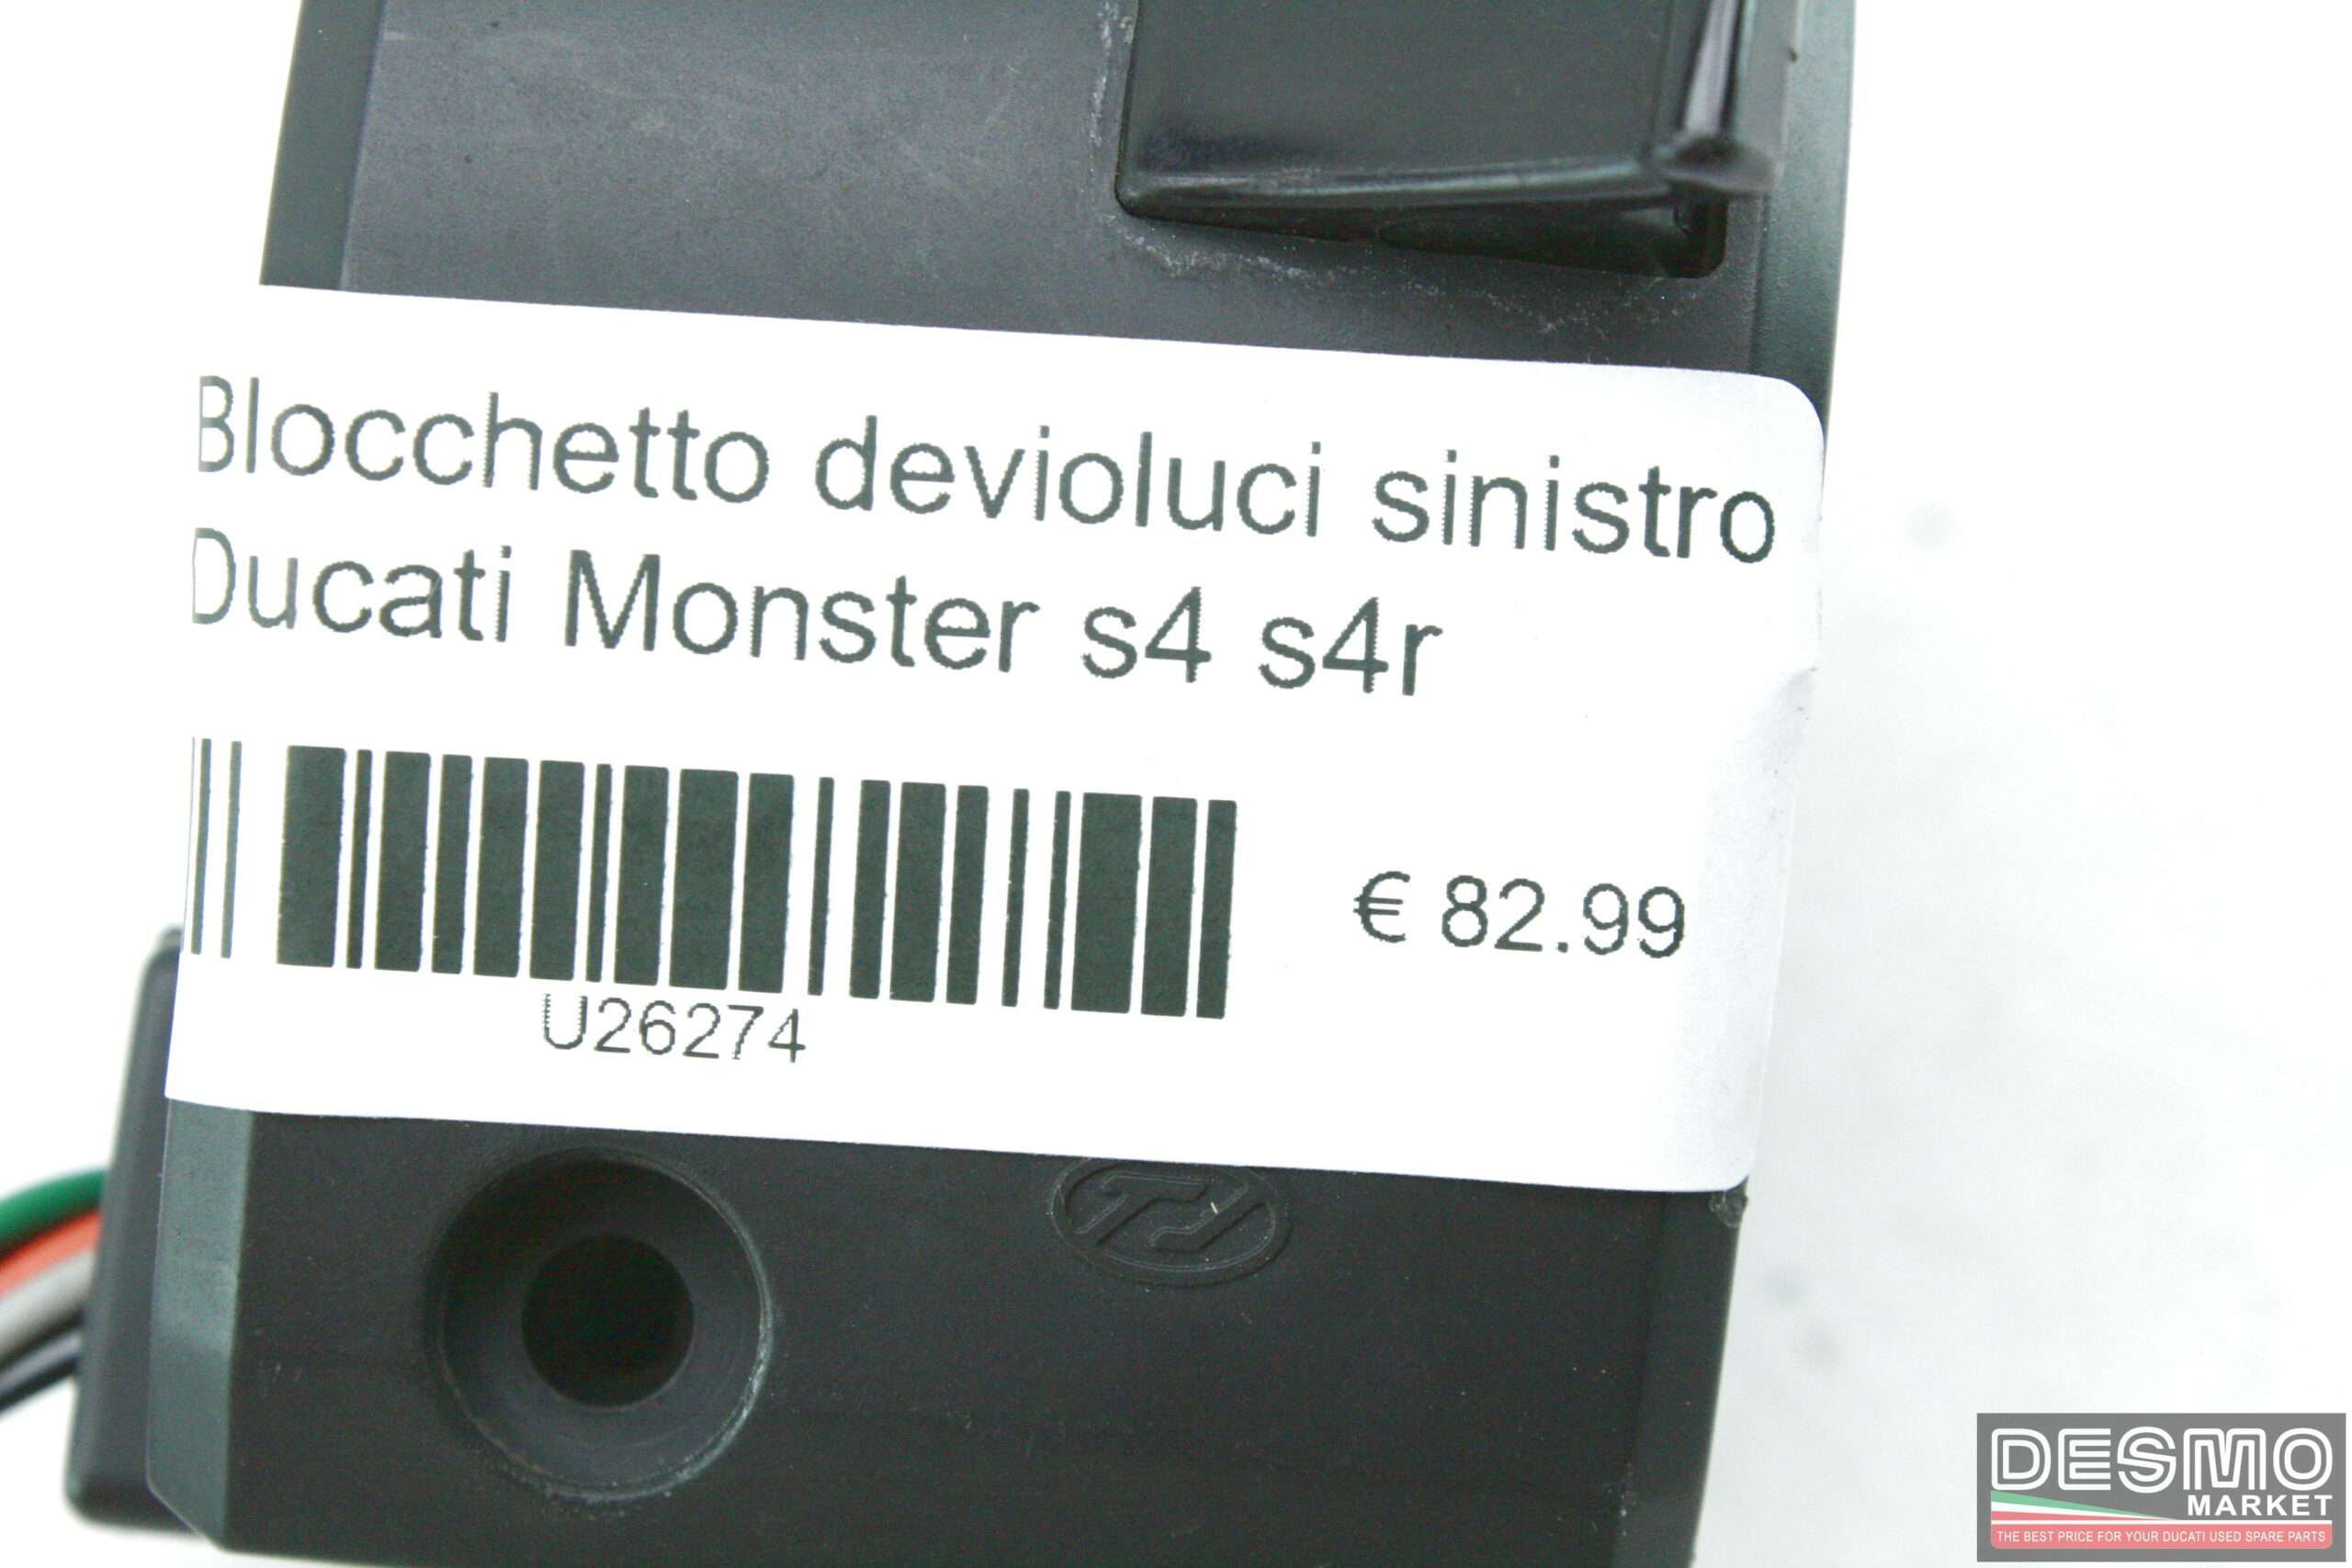 Blocchetto devioluci sinistro
Ducati Monster s4 s4r
€ 82.99
U26274
DESMO
MARKET
THE BEST PRICE FOR YOUR DUCATI USED SPARE PARTS